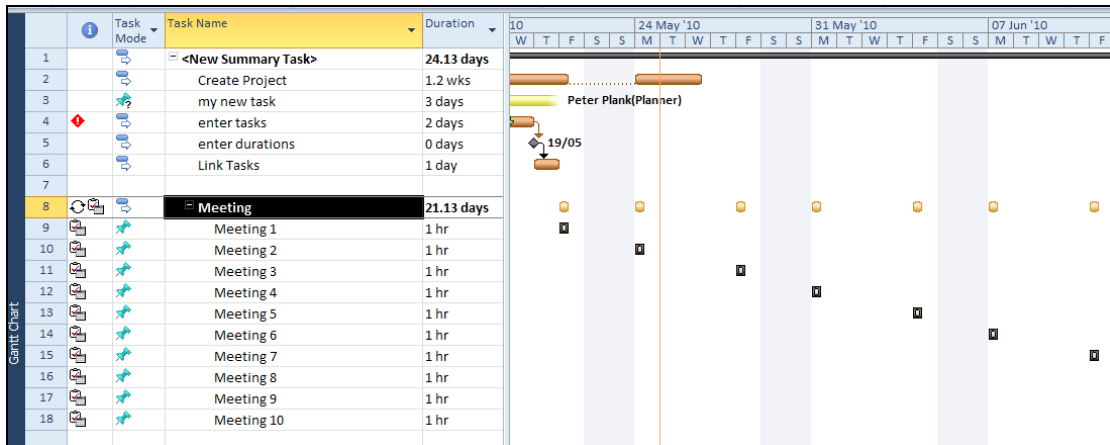 Task Mode Task Name Duration 10 24 May '10 31 May '10 07 Jun '10
W T F S S M T W T F S S M T W T F S S M T W T F
1 <New Summary Task> 24.13 days
2 Create Project 1.2 wks
3 my new task 3 days Peter Plank(Planner)
4 enter tasks 2 days
5 enter durations 0 days 19/05
6 Link Tasks 1 day
7
8 Meeting 21.13 days
9 Meeting 1 1 hr
10 Meeting 2 1 hr
11 Meeting 3 1 hr
12 Meeting 4 1 hr
13 Meeting 5 1 hr
14 Meeting 6 1 hr
15 Meeting 7 1 hr
16 Meeting 8 1 hr
17 Meeting 9 1 hr
18 Meeting 10 1 hr
Gantt Chart